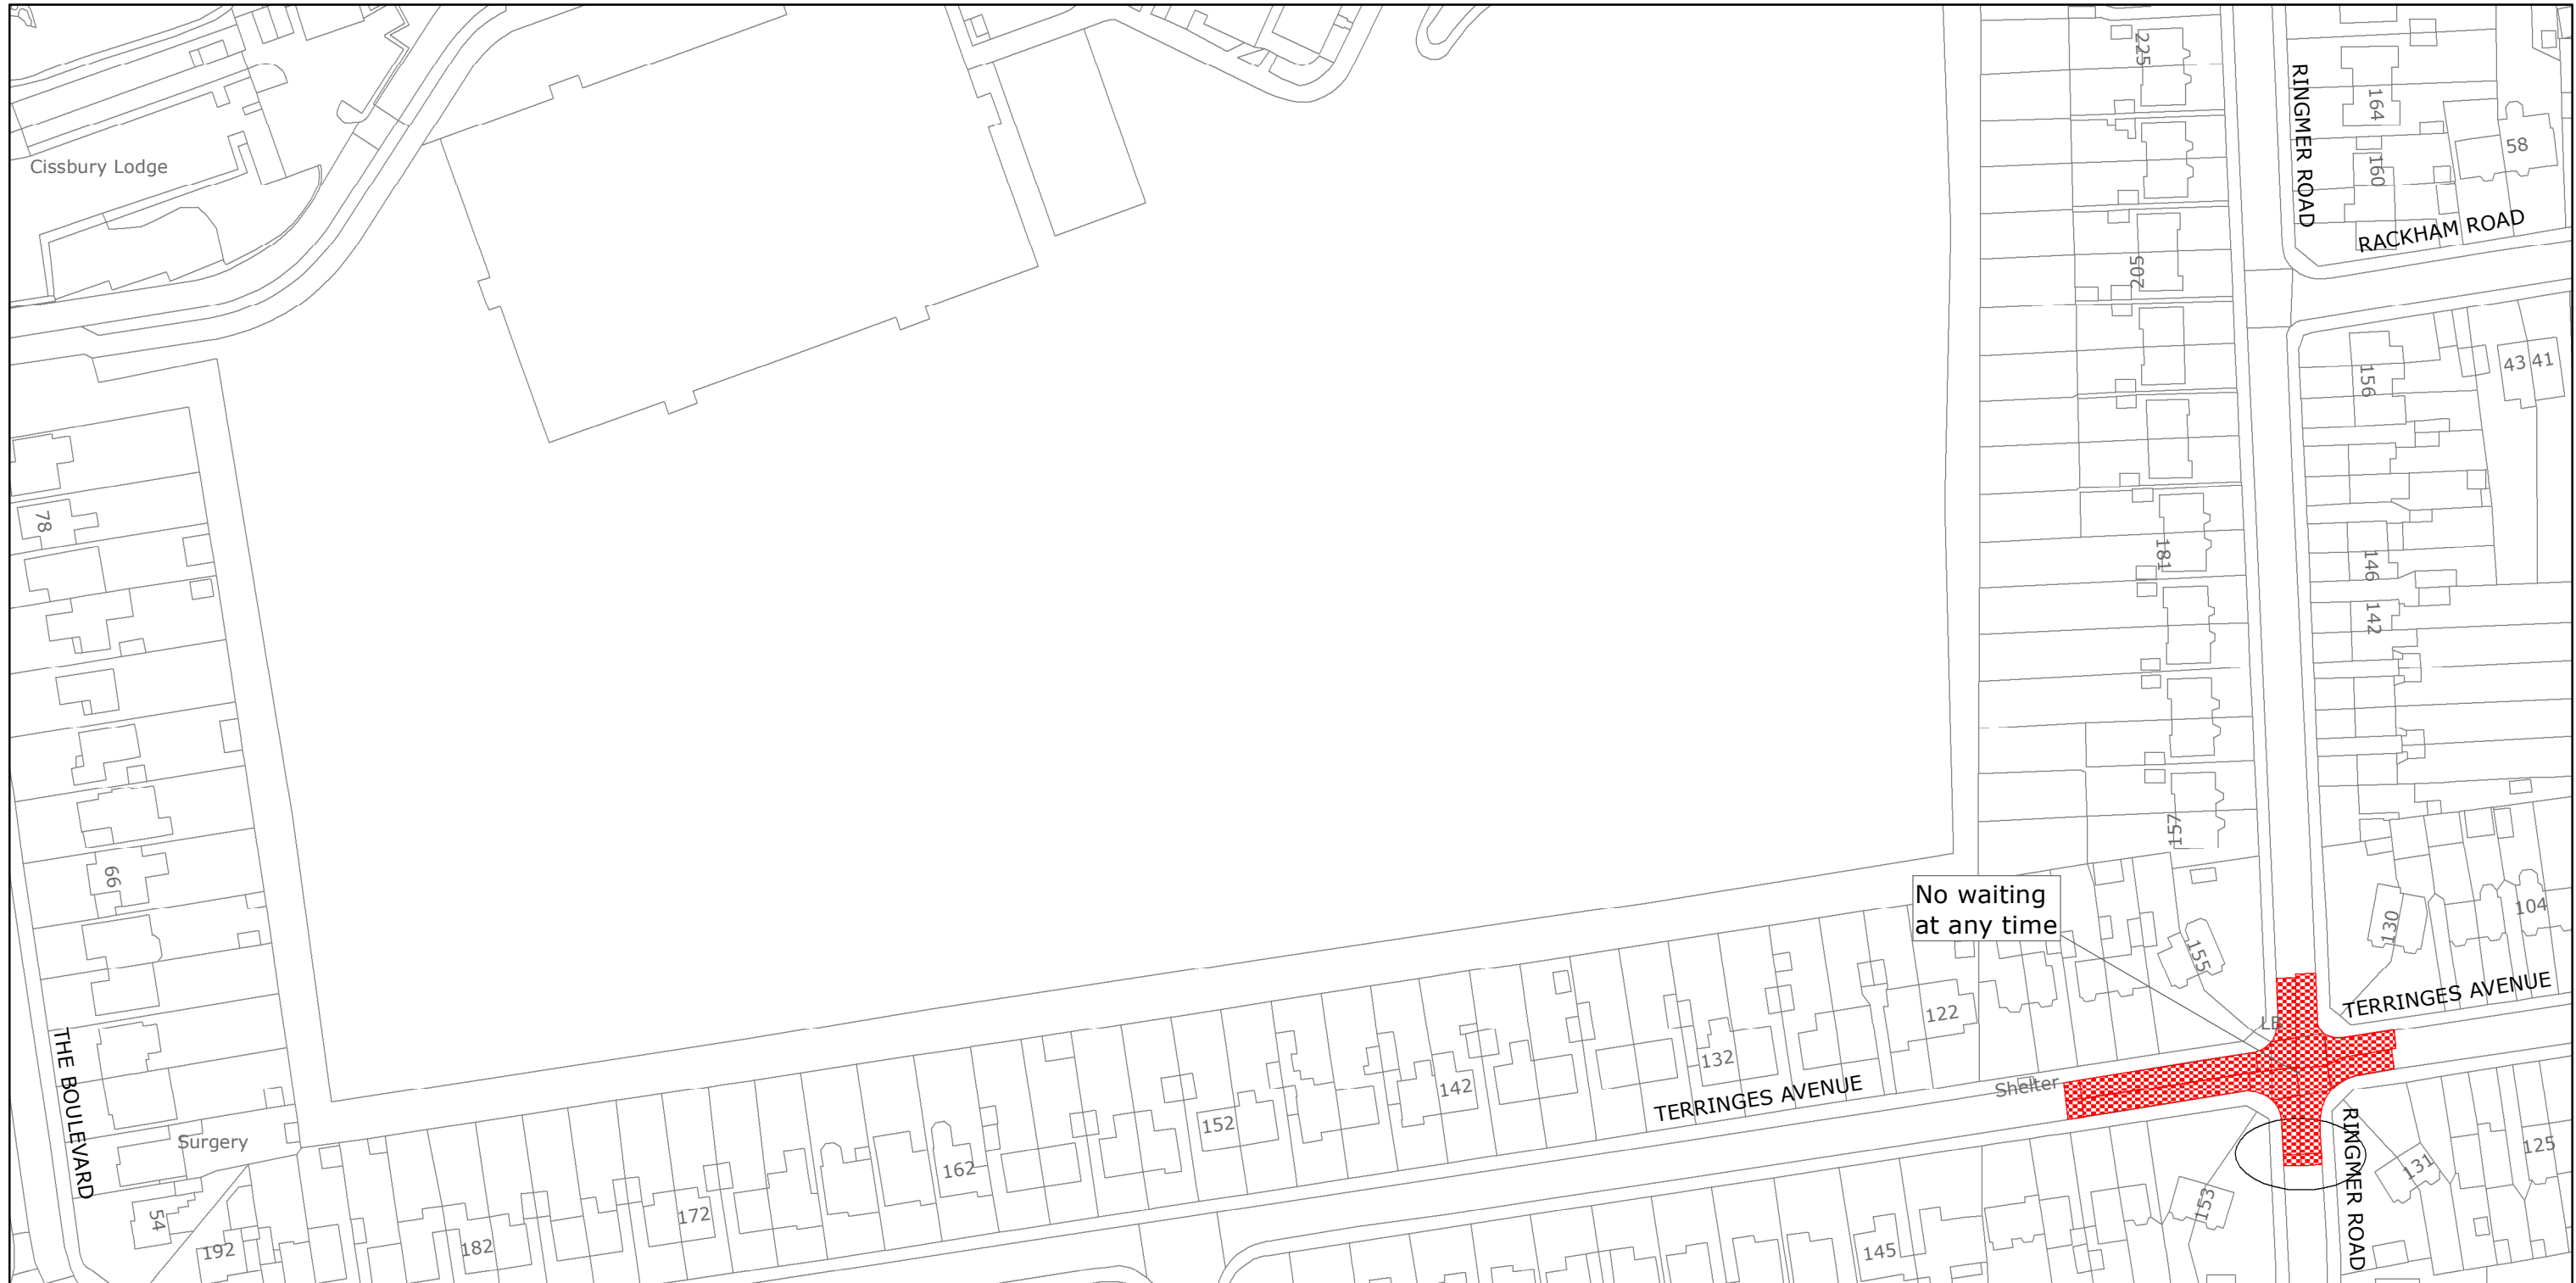 225
RINGMER ROAD
164
58
Cissbury Lodge
160
RACKHAM ROAD
205
156
43
41
78
181
146
142
157
66
No waiting
at any time
130
104
155
TERRINGES AVENUE
122
LB
THE BOULEVARD
132
Shelter
142
TERRINGES AVENUE
152
Surgery
RINGMER ROAD
125
162
131
153
54
172
182
192
145